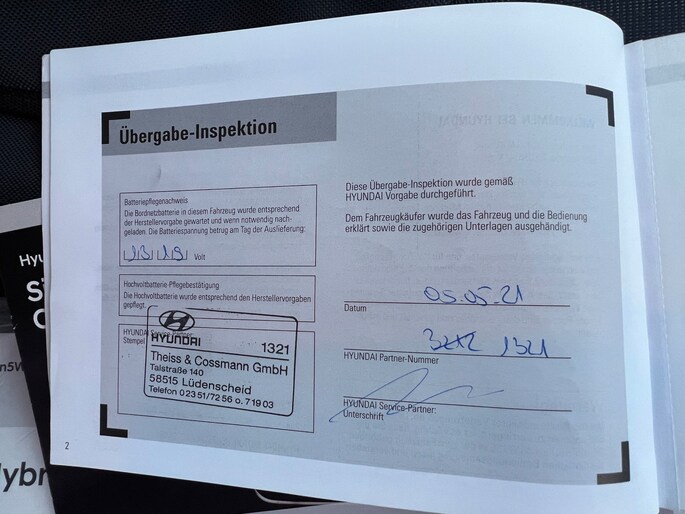 Übergabe-Inspektion
Batteriepflegenachweis
Die Bordnetzbatterie in diesem Fahrzeug wurde entsprechend
der Herstellervorgabe gewartet und wenn notwendig nach-
geladen. Die Batteriespannung betrug am Tag der Auslieferung:
Volt
Hochvoltbatterie-Pflegebestätigung
Die Hochvoltbatterie wurde entsprechend den Herstellervorgaben
gepflegt.
HYUNDAI Service-Partner
Stempel
HYUNDAI 1321
Theiss & Cossmann GmbH
Talstraße 140
58515 Lüdenscheid
Telefon 0 23 51/72 56 o. 7 19 03
Diese Übergabe-Inspektion wurde gemäß
HYUNDAI Vorgabe durchgeführt.
Dem Fahrzeugkäufer wurde das Fahrzeug und die Bedienung
erklärt sowie die zugehörigen Unterlagen ausgehändigt.
05.05.21
Datum
1321
HYUNDAI Partner-Nummer
HYUNDAI Service-Partner:
Unterschrift
2